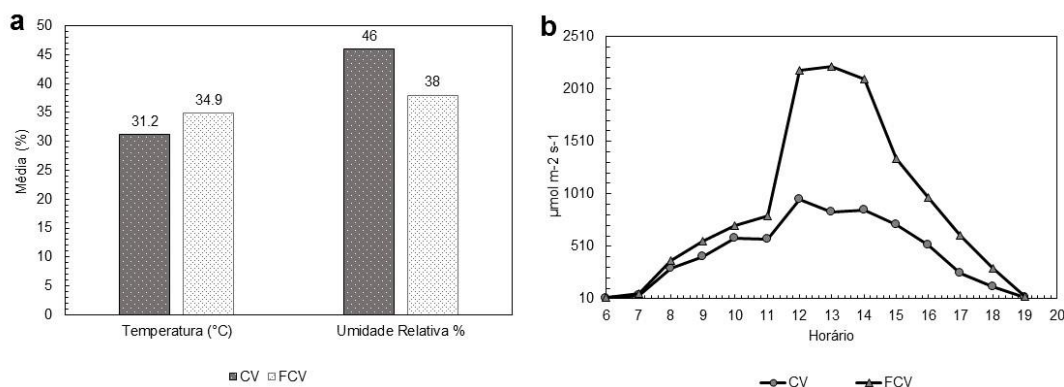 a
50
45
40
35
30
25
20
15
10
5
0
Média (%)
31.2
34.9
46
38
Temperatura (°C)
Umidade Relativa %
CV
FCV
b
2510
2010
1510
1010
510
10
µmol m-2 s-1
6 7 8 9 10 11 12 13 14 15 16 17 18 19 20
Horário
CV
FCV